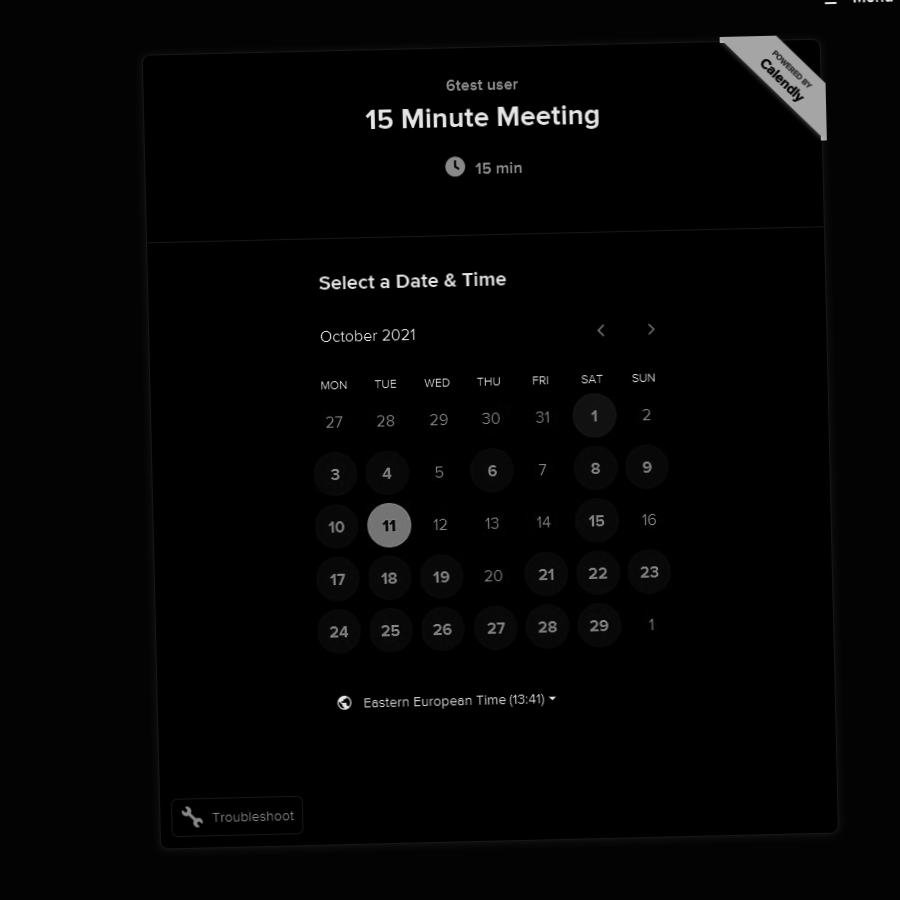 Menu
POWERED BY
Calendly
6test user
15 Minute Meeting
15 min
Select a Date & Time
October 2021
MON TUE WED THU FRI SAT SUN
27 28 29 30 31 1 2
3 4 5 6 7 8 9
10 11 12 13 14 15 16
17 18 19 20 21 22 23
24 25 26 27 28 29 1
Eastern European Time (13:41)
Troubleshoot